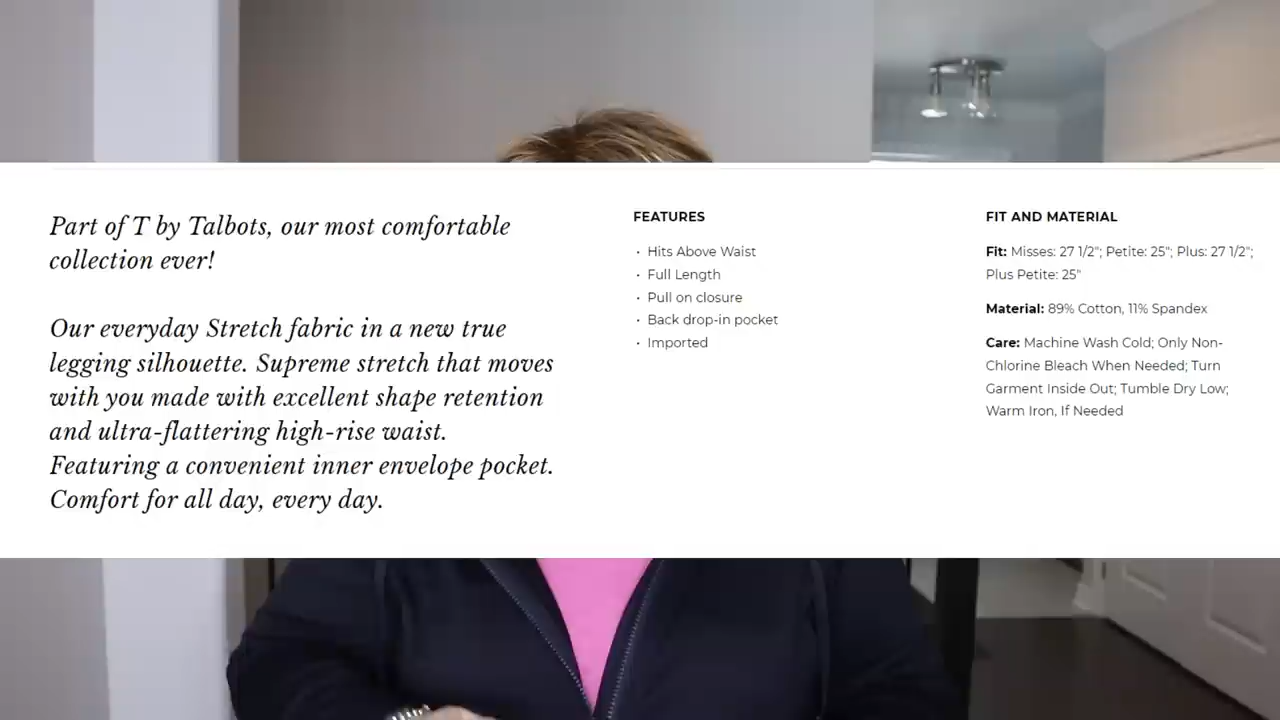 Part of T by Talbots, our most comfortable
collection ever!
Our everyday Stretch fabric in a new true
legging silhouette. Supreme stretch that moves
with you made with excellent shape retention
and ultra-flattering high-rise waist.
Featuring a convenient inner envelope pocket.
Comfort for all day, every day.
FEATURES
• Hits Above Waist
• Full Length
• Pull on closure
• Back drop-in pocket
• Imported
FIT AND MATERIAL
Fit: Misses: 27 1/2"; Petite: 25"; Plus: 27 1/2";
Plus Petite: 25"
Material: 89% Cotton, 11% Spandex
Care: Machine Wash Cold; Only Non-
Chlorine Bleach When Needed; Turn
Garment Inside Out; Tumble Dry Low;
Warm Iron, If Needed